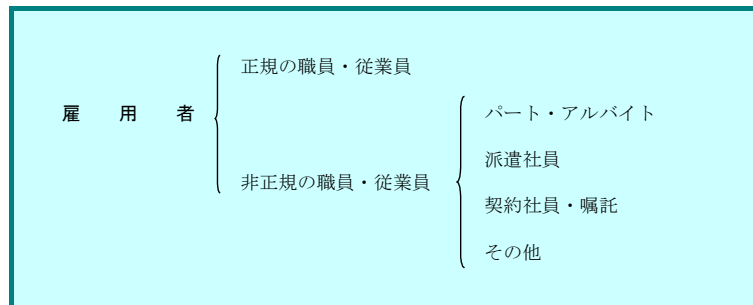 正規の職員・従業員
雇用者
パート・アルバイト
派遣社員
非正規の職員・従業員
契約社員・嘱託
その他